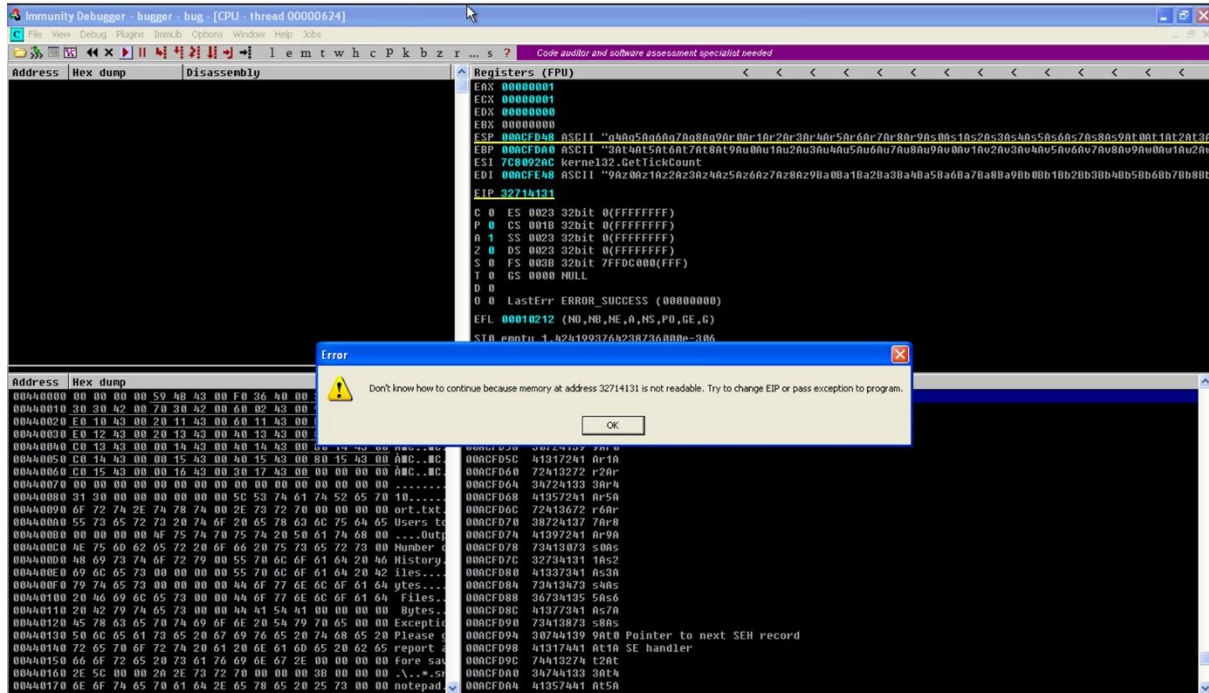 Immunity Debugger - bugger - bug - [CPU - thread 00000624]
C File View Debug Plugins ImmLib Options Window Help Jobs
l e m t w h c P k b z r ... s ? Code auditor and software assessment specialist needed
Address Hex dump Disassembly
Registers (FPU) < < < < < < < < < < < < < <
EAX 00000001
ECX 00000001
EDX 00000000
EBX 00000000
ESP 00ACFD48 ASCII "q4Aq5Aq6Aq7Aq8Aq9Ar0Ar1Ar2Ar3Ar4Ar5Ar6Ar7Ar8Ar9As0As1As2As3As4As5As6As7As8As9At0At1At2At3A
EBP 00ACFDA0 ASCII "3At4At5At6At7At8At9Au0Au1Au2Au3Au4Au5Au6Au7Au8Au9Av0Av1Av2Av3Av4Av5Av6Av7Av8Av9Aw0Aw1Aw2Aw
ESI 7C8092AC kernel32.GetTickCount
EDI 00ACFE48 ASCII "9Az0Az1Az2Az3Az4Az5Az6Az7Az8Az9Ba0Ba1Ba2Ba3Ba4Ba5Ba6Ba7Ba8Ba9Bb0Bb1Bb2Bb3Bb4Bb5Bb6Bb7Bb8Bb
EIP 32714131
C 0 ES 0023 32bit 0(FFFFFFFF)
P 0 CS 001B 32bit 0(FFFFFFFF)
A 1 SS 0023 32bit 0(FFFFFFFF)
Z 0 DS 0023 32bit 0(FFFFFFFF)
S 0 FS 003B 32bit 7FFDC000(FFF)
T 0 GS 0000 NULL
D 0
O 0 LastErr ERROR_SUCCESS (00000000)
EFL 00010212 (NO,NB,NE,A,NS,PO,GE,G)
ST0 empty 1.4241993764238736000e-306
Error
Don't know how to continue because memory at address 32714131 is not readable. Try to change EIP or pass exception to program.
OK
Address Hex dump
00440000 00 00 00 00 59 4B 43 00 F0 36 40 00
00440010 30 30 42 00 70 30 42 00 60 02 43 00
00440020 E0 10 43 00 20 11 43 00 60 11 43 00
00440030 E0 12 43 00 20 13 43 00 40 13 43 00
00440040 C0 13 43 00 00 14 43 00 40 14 43 00
00440050 C0 14 43 00 00 15 43 00 40 15 43 00 80 15 43 00
00440060 C0 15 43 00 00 16 43 00 30 17 43 00 00 00 00 00
00440070 00 00 00 00 00 00 00 00 00 00 00 00 00 00 00 00 ........
00440080 31 30 00 00 00 00 00 00 5C 53 74 61 74 52 65 70 10.....
00440090 6F 72 74 2E 74 78 74 00 2E 73 72 70 00 00 00 00 ort.txt.
004400A0 55 73 65 72 73 20 74 6F 20 65 78 63 6C 75 64 65 Users to
004400B0 00 00 00 00 4F 75 74 70 75 74 20 50 61 74 68 00 ....Outp
004400C0 4E 75 6D 62 65 72 20 6F 66 20 75 73 65 72 73 00 Number o
004400D0 48 69 73 74 6F 72 79 00 55 70 6C 6F 61 64 20 46 History.
004400E0 69 6C 65 73 00 00 00 00 55 70 6C 6F 61 64 20 42 iles....
004400F0 79 74 65 73 00 00 00 00 44 6F 77 6E 6C 6F 61 64 ytes....
00440100 20 46 69 6C 65 73 00 00 44 6F 77 6E 6C 6F 61 64 Files..
00440110 20 42 79 74 65 73 00 00 44 41 54 41 00 00 00 00 Bytes..
00440120 45 78 63 65 70 74 69 6F 6E 20 54 79 70 65 00 00 Exceptio
00440130 50 6C 65 61 73 65 20 67 69 76 65 20 74 68 65 20 Please g
00440140 72 65 70 6F 72 74 20 61 20 6E 61 6D 65 20 62 65 report a
00440150 66 6F 72 65 20 73 61 76 69 6E 67 2E 00 00 00 00 fore sav
00440160 2E 5C 00 00 2A 2E 73 72 70 00 00 00 3B 00 00 00 .\..*.sr
00440170 6E 6F 74 65 70 61 64 2E 65 78 65 20 25 73 00 00 notepad.
00ACFD5C 41317241 Ar1A
00ACFD60 72413272 r2Ar
00ACFD64 34724133 3Ar4
00ACFD68 41357241 Ar5A
00ACFD6C 72413672 r6Ar
00ACFD70 38724137 7Ar8
00ACFD74 41397241 Ar9A
00ACFD78 73413073 s0As
00ACFD7C 32734131 1As2
00ACFD80 41337341 As3A
00ACFD84 73413473 s4As
00ACFD88 36734135 5As6
00ACFD8C 41377341 As7A
00ACFD90 73413873 s8As
00ACFD94 30744139 9At0 Pointer to next SEH record
00ACFD98 41317441 At1A SE handler
00ACFD9C 74413274 t2At
00ACFDA0 34744133 3At4
00ACFDA4 41357441 At5A